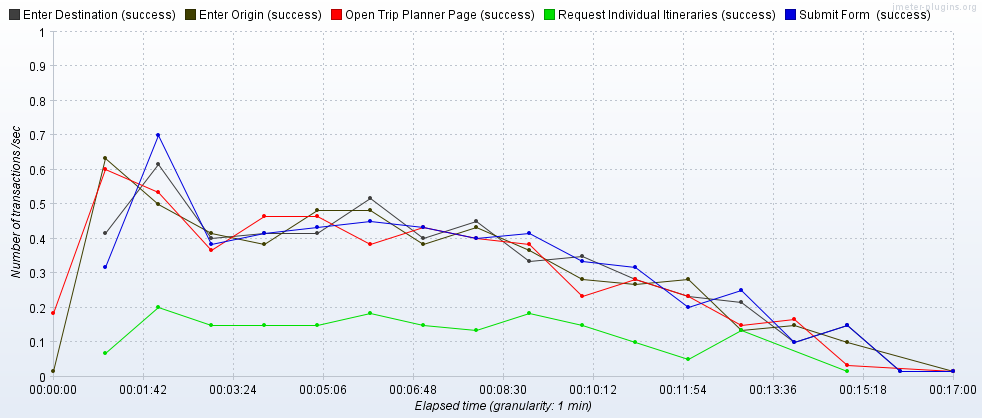 jmeter-plugins.org
Enter Destination (success) Enter Origin (success) Open Trip Planner Page (success) Request Individual Itineraries (success) Submit Form (success)
1
0.9
0.8
0.7
0.6
0.5
0.4
0.3
0.2
0.1
0
Number of transactions /sec
00:00:00 00:01:42 00:03:24 00:05:06 00:06:48 00:08:30 00:10:12 00:11:54 00:13:36 00:15:18 00:17:00
Elapsed time (granularity: 1 min)